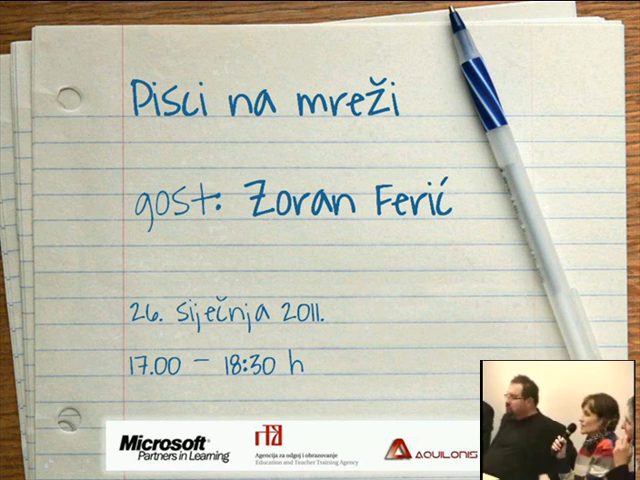 Pisci na mreži
gost: Zoran Ferić
26. siječnja 2011.
17.00 – 18:30 h
Microsoft
Partners in Learning
Agencija za odgoj i obrazovanje
Education and Teacher Training Agency
AQUILONIS